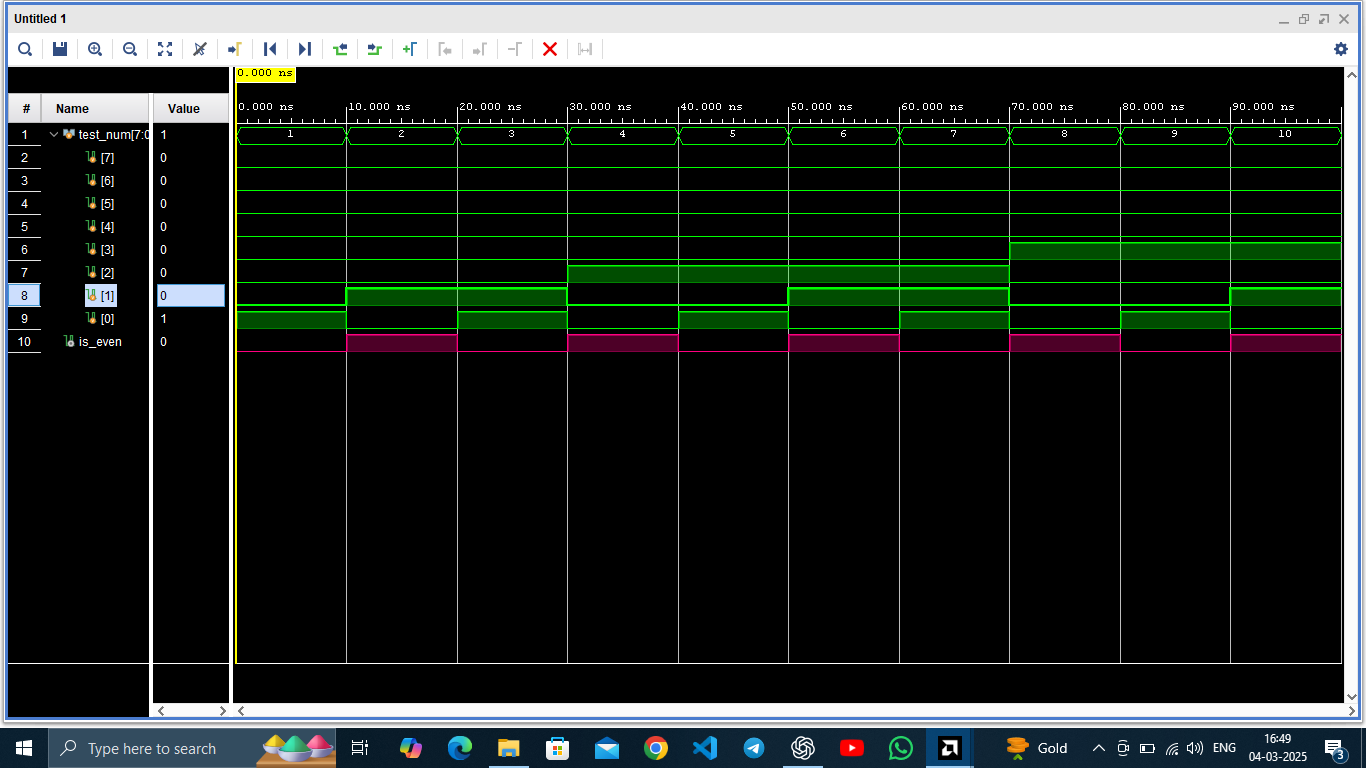 Untitled 1
0.000 ns
# Name Value
0.000 ns 10.000 ns 20.000 ns 30.000 ns 40.000 ns 50.000 ns 60.000 ns 70.000 ns 80.000 ns 90.000 ns
1 test_num[7:0 1 1 2 3 4 5 6 7 8 9 10
2 [7] 0
3 [6] 0
4 [5] 0
5 [4] 0
6 [3] 0
7 [2] 0
8 [1] 0
9 [0] 1
10 is_even 0
Type here to search
Gold
ENG
16:49
04-03-2025
3